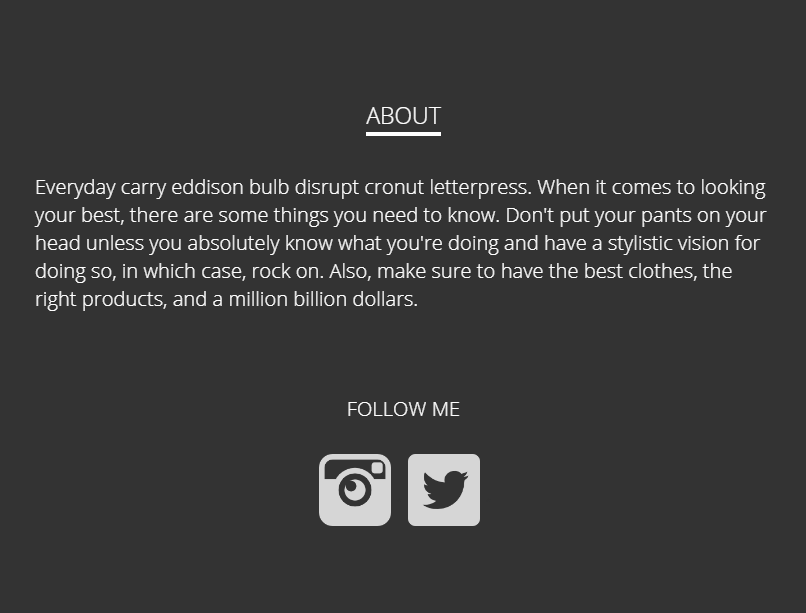 ABOUT
Everyday carry eddison bulb disrupt cronut letterpress. When it comes to looking
your best, there are some things you need to know. Don't put your pants on your
head unless you absolutely know what you're doing and have a stylistic vision for
doing so, in which case, rock on. Also, make sure to have the best clothes, the
right products, and a million billion dollars.
FOLLOW ME